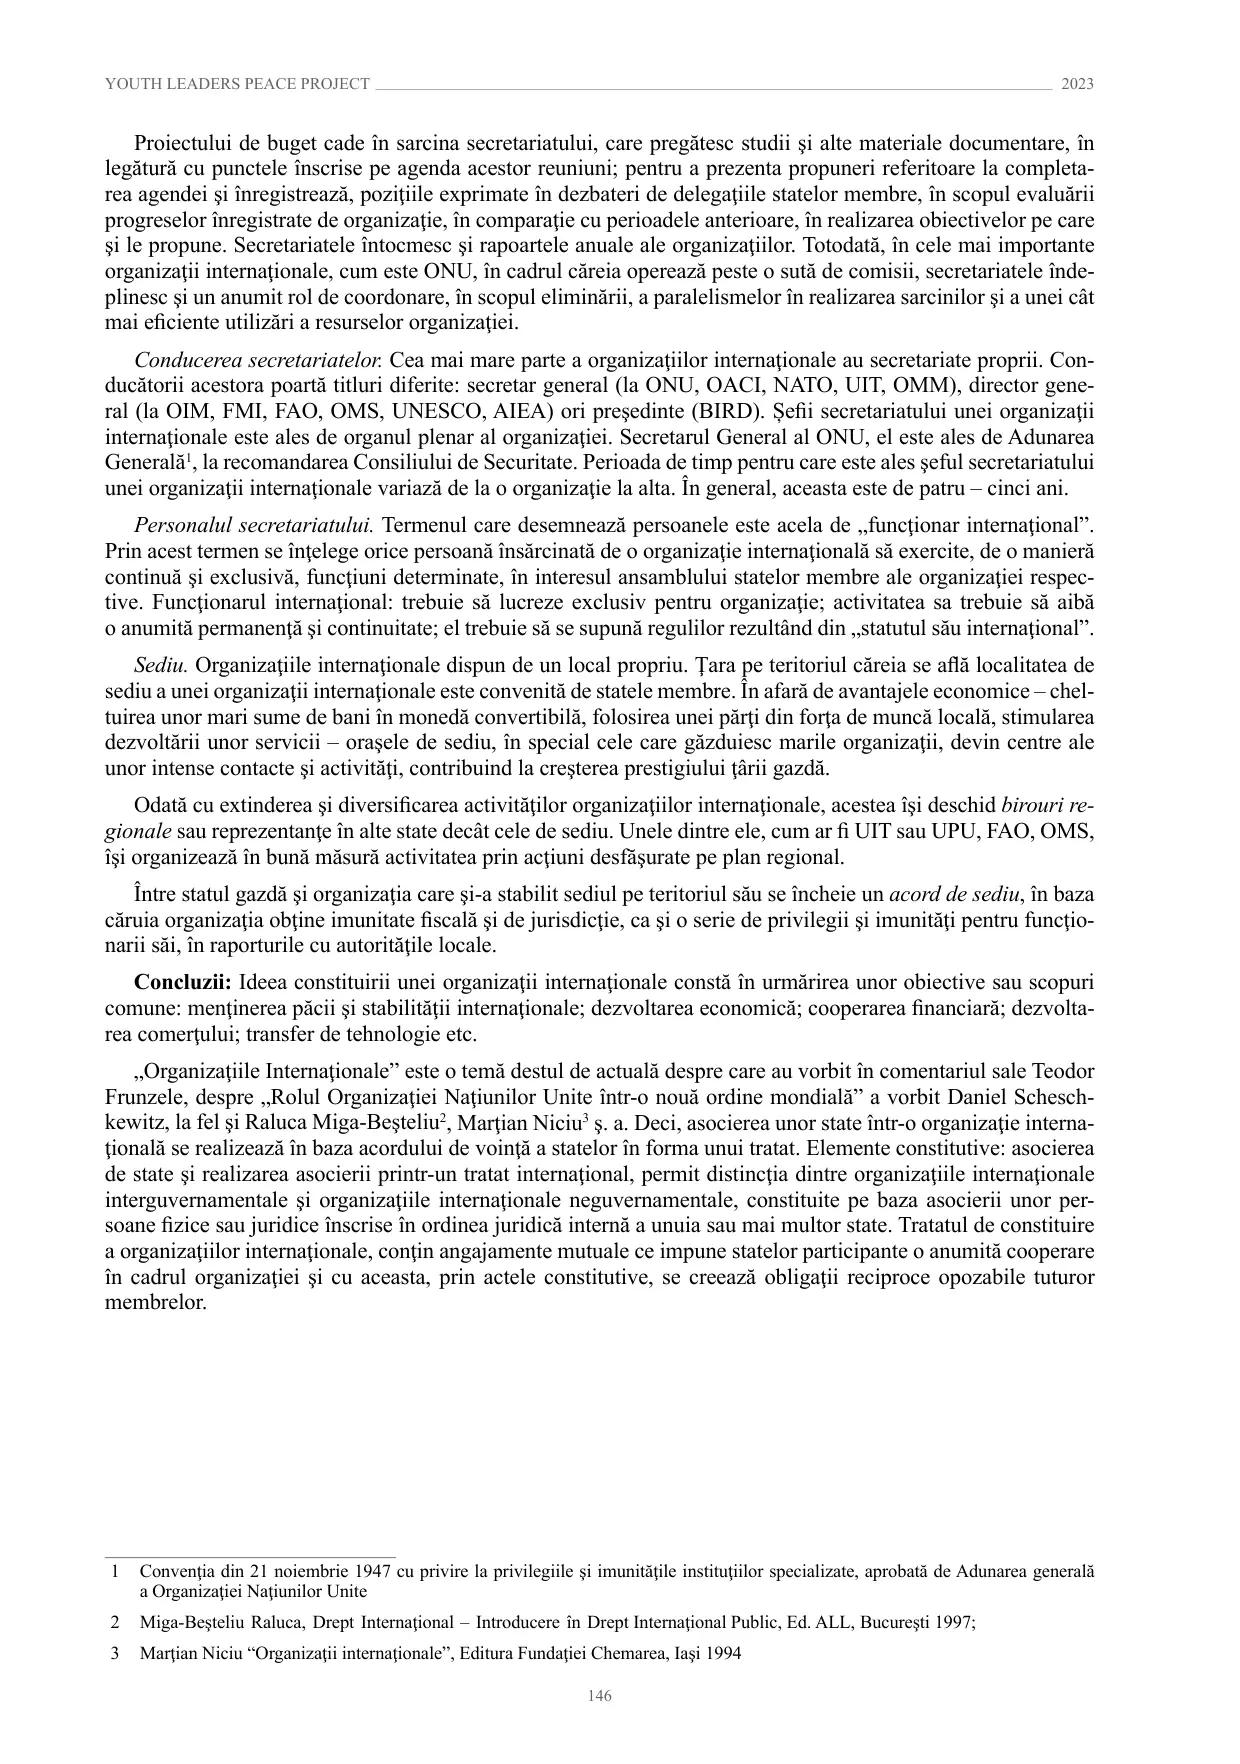 YOUTH LEADERS PEACE PROJECT 2023
Proiectului de buget cade în sarcina secretariatului, care pregătesc studii şi alte materiale documentare, în
legătură cu punctele înscrise pe agenda acestor reuniuni; pentru a prezenta propuneri referitoare la completa-
rea agendei şi înregistrează, poziţiile exprimate în dezbateri de delegaţiile statelor membre, în scopul evaluării
progreselor înregistrate de organizaţie, în comparaţie cu perioadele anterioare, în realizarea obiectivelor pe care
şi le propune. Secretariatele întocmesc şi rapoartele anuale ale organizaţiilor. Totodată, în cele mai importante
organizaţii internaţionale, cum este ONU, în cadrul căreia operează peste o sută de comisii, secretariatele înde-
plinesc şi un anumit rol de coordonare, în scopul eliminării, a paralelismelor în realizarea sarcinilor şi a unei cât
mai eficiente utilizări a resurselor organizaţiei.
Conducerea secretariatelor. Cea mai mare parte a organizaţiilor internaţionale au secretariate proprii. Con-
ducătorii acestora poartă titluri diferite: secretar general (la ONU, OACI, NATO, UIT, OMM), director gene-
ral (la OIM, FMI, FAO, OMS, UNESCO, AIEA) ori preşedinte (BIRD). Șefii secretariatului unei organizaţii
internaţionale este ales de organul plenar al organizaţiei. Secretarul General al ONU, el este ales de Adunarea
Generală1, la recomandarea Consiliului de Securitate. Perioada de timp pentru care este ales şeful secretariatului
unei organizaţii internaţionale variază de la o organizaţie la alta. În general, aceasta este de patru – cinci ani.
Personalul secretariatului. Termenul care desemnează persoanele este acela de „funcţionar internaţional”.
Prin acest termen se înţelege orice persoană însărcinată de o organizaţie internaţională să exercite, de o manieră
continuă şi exclusivă, funcţiuni determinate, în interesul ansamblului statelor membre ale organizaţiei respec-
tive. Funcţionarul internaţional: trebuie să lucreze exclusiv pentru organizaţie; activitatea sa trebuie să aibă
o anumită permanenţă şi continuitate; el trebuie să se supună regulilor rezultând din „statutul său internaţional”.
Sediu. Organizaţiile internaţionale dispun de un local propriu. Ţara pe teritoriul căreia se află localitatea de
sediu a unei organizaţii internaţionale este convenită de statele membre. În afară de avantajele economice – chel-
tuirea unor mari sume de bani în monedă convertibilă, folosirea unei părţi din forţa de muncă locală, stimularea
dezvoltării unor servicii – oraşele de sediu, în special cele care găzduiesc marile organizaţii, devin centre ale
unor intense contacte şi activităţi, contribuind la creşterea prestigiului ţării gazdă.
Odată cu extinderea şi diversificarea activităţilor organizaţiilor internaţionale, acestea îşi deschid birouri re-
gionale sau reprezentanţe în alte state decât cele de sediu. Unele dintre ele, cum ar fi UIT sau UPU, FAO, OMS,
îşi organizează în bună măsură activitatea prin acţiuni desfăşurate pe plan regional.
Între statul gazdă şi organizaţia care şi-a stabilit sediul pe teritoriul său se încheie un acord de sediu, în baza
căruia organizaţia obţine imunitate fiscală şi de jurisdicţie, ca şi o serie de privilegii şi imunităţi pentru funcţio-
narii săi, în raporturile cu autorităţile locale.
Concluzii: Ideea constituirii unei organizaţii internaţionale constă în urmărirea unor obiective sau scopuri
comune: menţinerea păcii şi stabilităţii internaţionale; dezvoltarea economică; cooperarea financiară; dezvolta-
rea comerţului; transfer de tehnologie etc.
„Organizaţiile Internaţionale” este o temă destul de actuală despre care au vorbit în comentariul sale Teodor
Frunzele, despre „Rolul Organizaţiei Naţiunilor Unite într-o nouă ordine mondială” a vorbit Daniel Schesch-
kewitz, la fel şi Raluca Miga-Beşteliu2, Marţian Niciu3 ş. a. Deci, asocierea unor state într-o organizaţie interna-
ţională se realizează în baza acordului de voinţă a statelor în forma unui tratat. Elemente constitutive: asocierea
de state şi realizarea asocierii printr-un tratat internaţional, permit distincţia dintre organizaţiile internaţionale
interguvernamentale şi organizaţiile internaţionale neguvernamentale, constituite pe baza asocierii unor per-
soane fizice sau juridice înscrise în ordinea juridică internă a unuia sau mai multor state. Tratatul de constituire
a organizaţiilor internaţionale, conţin angajamente mutuale ce impune statelor participante o anumită cooperare
în cadrul organizaţiei şi cu aceasta, prin actele constitutive, se creează obligaţii reciproce opozabile tuturor
membrelor.
1 Convenţia din 21 noiembrie 1947 cu privire la privilegiile şi imunităţile instituţiilor specializate, aprobată de Adunarea generală
a Organizaţiei Naţiunilor Unite
2 Miga-Beşteliu Raluca, Drept Internaţional – Introducere în Drept Internaţional Public, Ed. ALL, Bucureşti 1997;
3 Marţian Niciu “Organizaţii internaţionale”, Editura Fundaţiei Chemarea, Iaşi 1994
146